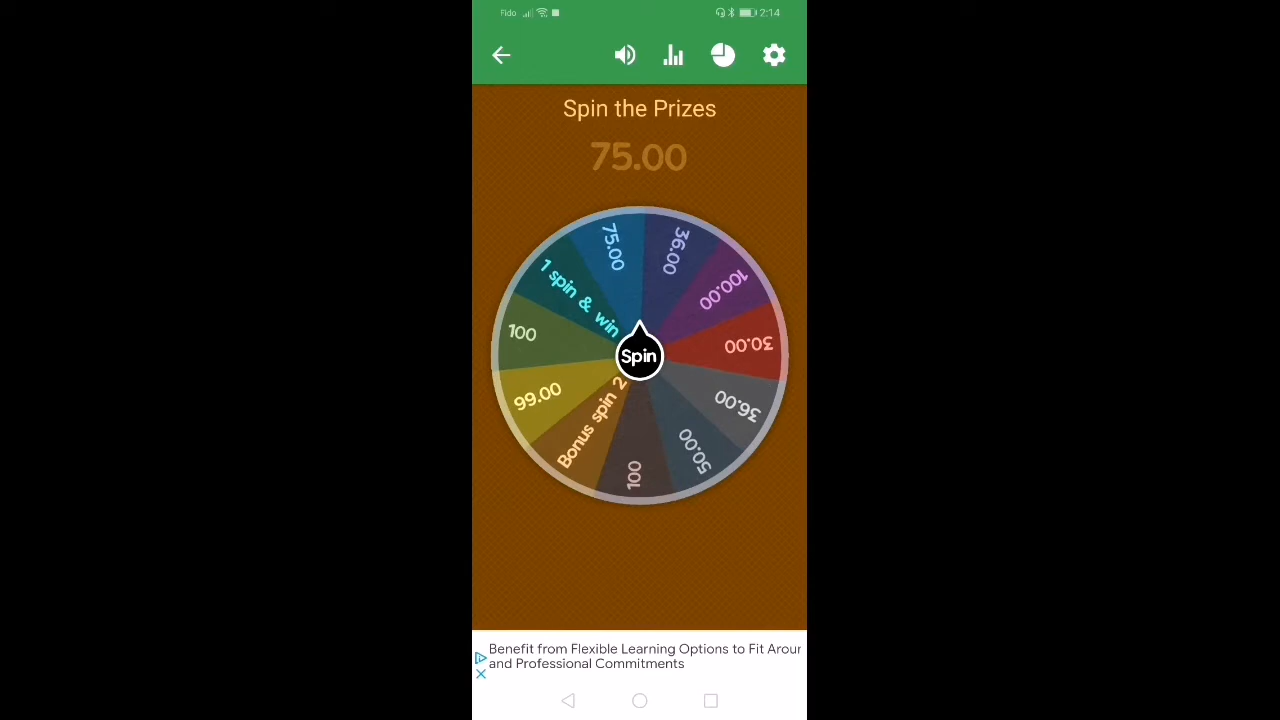 Fido 2:14
Spin the Prizes
75.00
75.00
36.00
100.00
30.00
36.00
50.00
100
Bonus spin 2
99.00
100
1 spin & win
Spin
Benefit from Flexible Learning Options to Fit Arour
and Professional Commitments